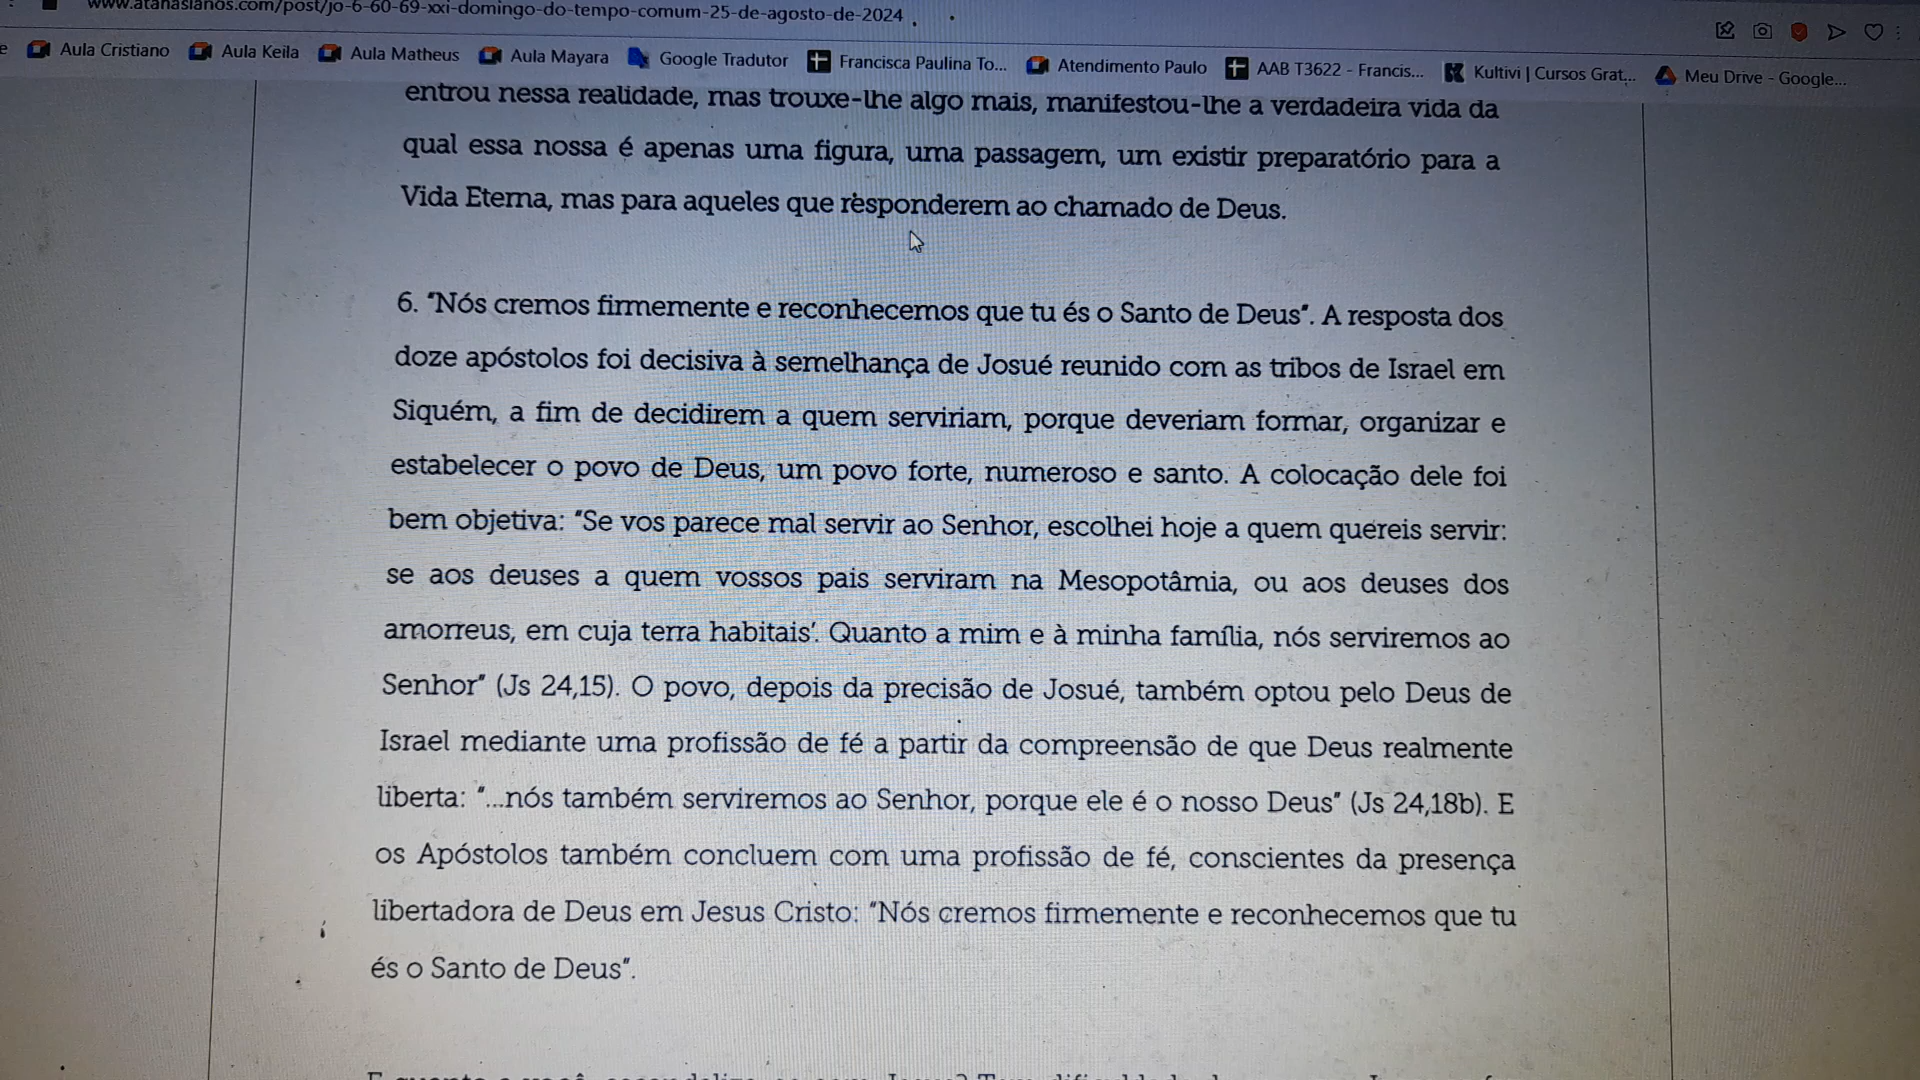 www.atanasianos.com/post/jo-6-60-69-xxi-domingo-do-tempo-comum-25-de-agosto-de-2024
e Aula Cristiano Aula Keila Aula Matheus Aula Mayara Google Tradutor Francisca Paulina To... Atendimento Paulo AAB T3622 - Francis... Kultivi | Cursos Grat... Meu Drive - Google...
entrou nessa realidade, mas trouxe-lhe algo mais, manifestou-lhe a verdadeira vida da
qual essa nossa é apenas uma figura, uma passagem, um existir preparatório para a
Vida Eterna, mas para aqueles que responderem ao chamado de Deus.
6. "Nós cremos firmemente e reconhecemos que tu és o Santo de Deus". A resposta dos
doze apóstolos foi decisiva à semelhança de Josué reunido com as tribos de Israel em
Siquém, a fim de decidirem a quem serviriam, porque deveriam formar, organizar e
estabelecer o povo de Deus, um povo forte, numeroso e santo. A colocação dele foi
bem objetiva: "Se vos parece mal servir ao Senhor, escolhei hoje a quem quereis servir:
se aos deuses a quem vossos pais serviram na Mesopotâmia, ou aos deuses dos
amorreus, em cuja terra habitais'. Quanto a mim e à minha família, nós serviremos ao
Senhor" (Js 24,15). O povo, depois da precisão de Josué, também optou pelo Deus de
Israel mediante uma profissão de fé a partir da compreensão de que Deus realmente
liberta: "...nós também serviremos ao Senhor, porque ele é o nosso Deus" (Js 24,18b). E
os Apóstolos também concluem com uma profissão de fé, conscientes da presença
libertadora de Deus em Jesus Cristo: "Nós cremos firmemente e reconhecemos que tu
és o Santo de Deus".